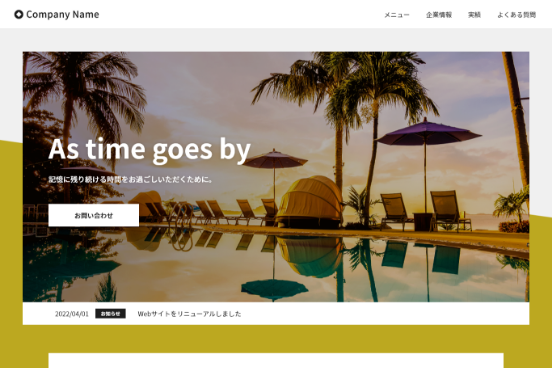 Company Name
メニュー 企業情報 実績 よくある質問
As time goes by
記憶に残り続ける時間をお過ごしいただくために。
お問い合わせ
2022/04/01 お知らせ Webサイトをリニューアルしました